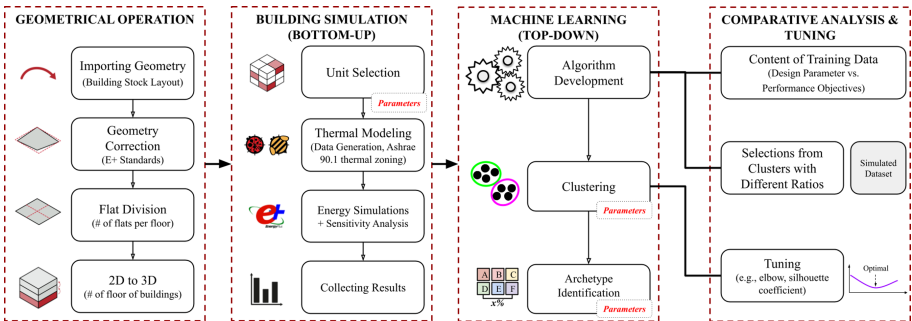 GEOMETRICAL OPERATION
Importing Geometry
(Building Stock Layout)
Geometry
Correction
(E+ Standards)
Flat Division
(# of flats per floor)
2D to 3D
(# of floor of buildings)
BUILDING SIMULATION
(BOTTOM-UP)
Unit Selection
Parameters
Thermal Modeling
(Data Generation, Ashrae
90.1 thermal zoning)
e+
EnergyPlus
Energy Simulations
+ Sensitivity Analysis
Collecting Results
MACHINE LEARNING
(TOP-DOWN)
Algorithm
Development
Clustering
Parameters
A B C
D E F
x%
Archetype
Identification
Parameters
COMPARATIVE ANALYSIS &
TUNING
Content of Training Data
(Design Parameter vs.
Performance Objectives)
Selections from
Clusters with
Different Ratios
Simulated
Dataset
Tuning
(e.g., elbow, silhouette
coefficient)
Optimal